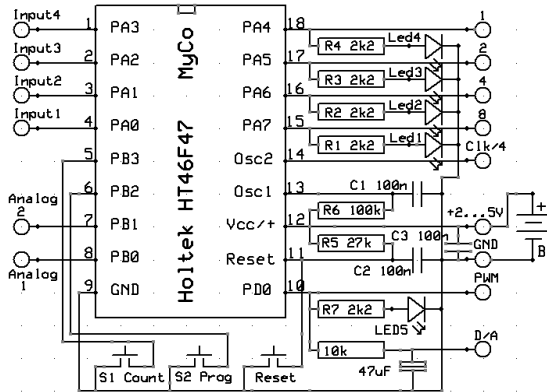 Input4 1 PA3 PA4 18 1
R4 2k2 Led4
Input3 2 PA2 PA5 17 2
R3 2k2 Led3
Input2 3 PA1 PA6 16 4
R2 2k2 Led2
Input1 4 PA0 PA7 15 8
R1 2k2 Led1
5 PB3 Osc2 14 Clk/4
6 PB2 Osc1 13 C1 100n
R6 100k
Analog 2 7 PB1 Vcc/+ 12 +2...5V +
R5 27k C3 100n GND
Analog 1 8 PB0 Reset 11 C2 100n B
9 GND PD0 10 PWM
R7 2k2 LED5
10k D/A
47uF
S1 Count S2 Prog Reset
MyCo
Holtek HT46F47